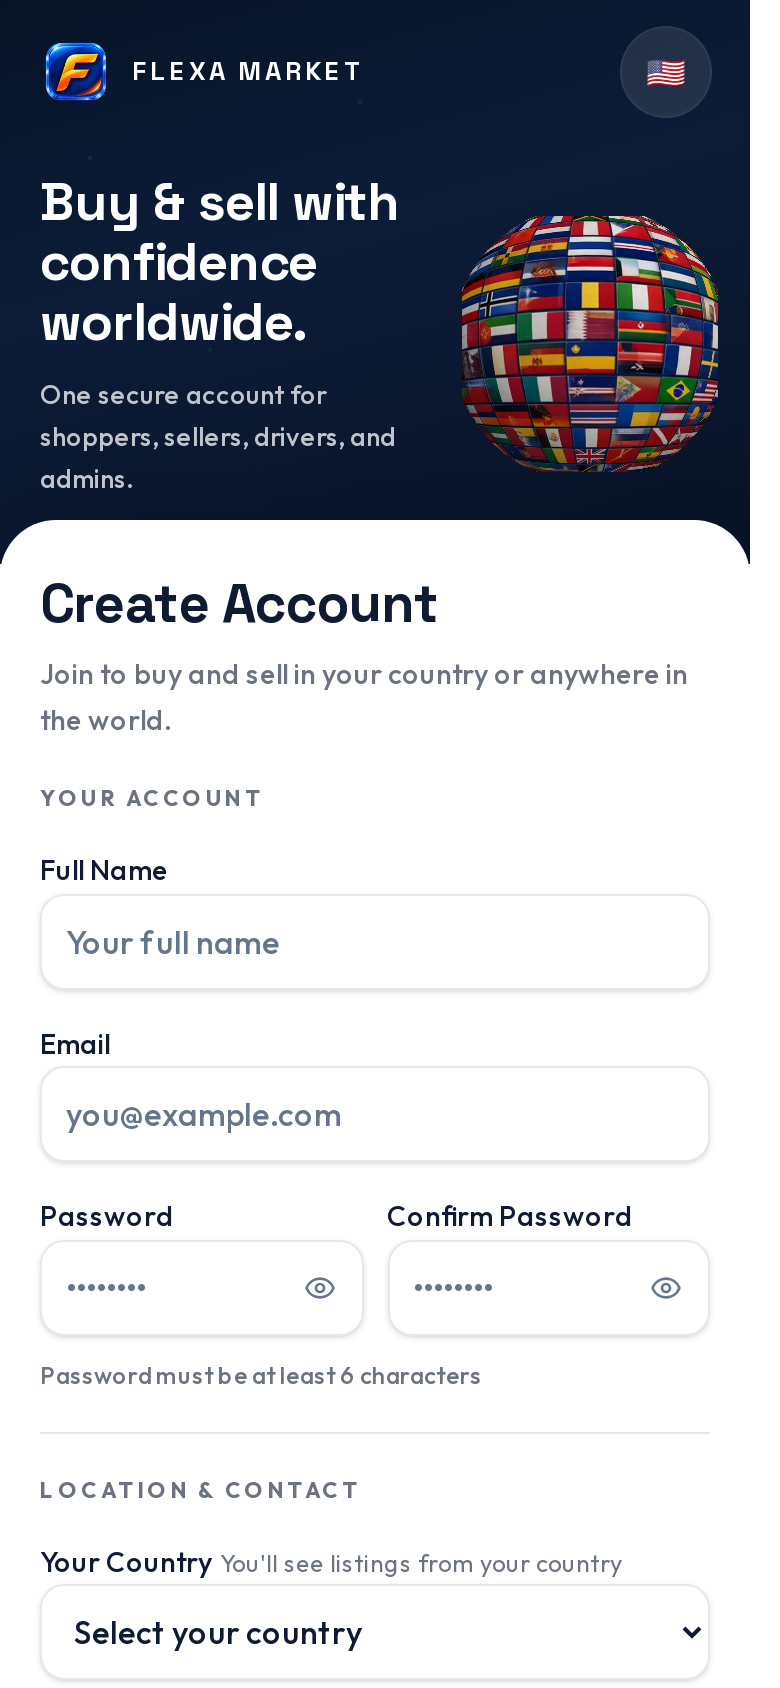 FLEXA MARKET
Buy & sell with
confidence
worldwide.
One secure account for
shoppers, sellers, drivers, and
admins.
Create Account
Join to buy and sell in your country or anywhere in
the world.
YOUR ACCOUNT
Full Name
Your full name
Email
you@example.com
Password Confirm Password
•••••••• ••••••••
Password must be at least 6 characters
LOCATION & CONTACT
Your Country You'll see listings from your country
Select your country